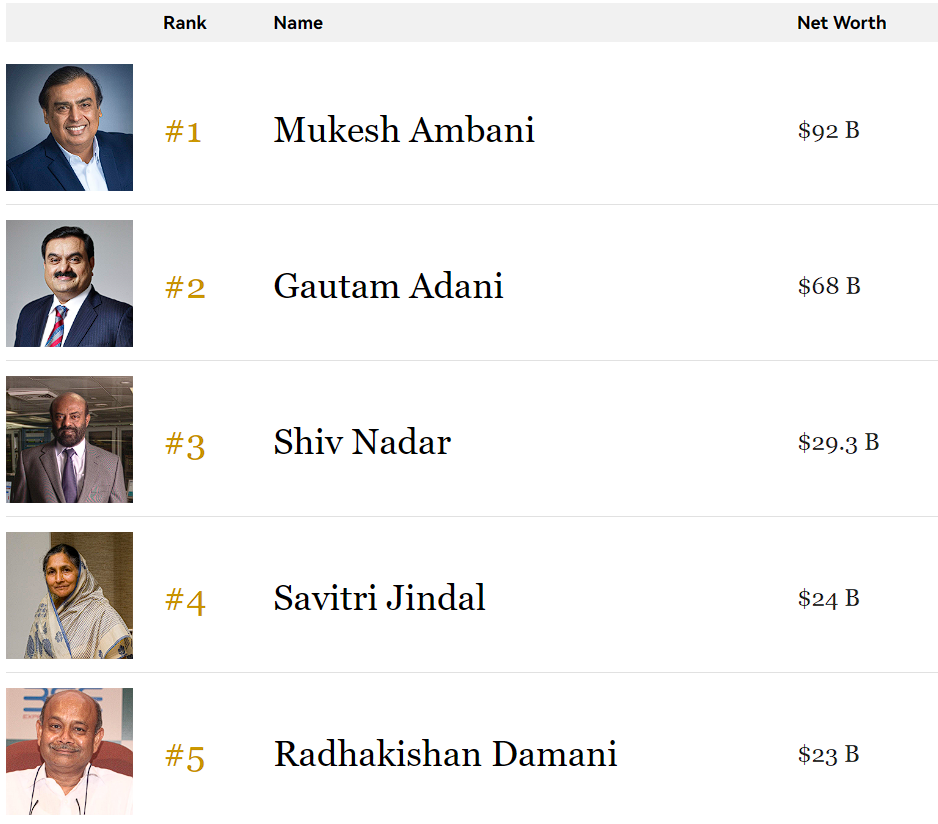 Rank Name Net Worth
#1 Mukesh Ambani $92 B
#2 Gautam Adani $68 B
#3 Shiv Nadar $29.3 B
#4 Savitri Jindal $24 B
#5 Radhakishan Damani $23 B